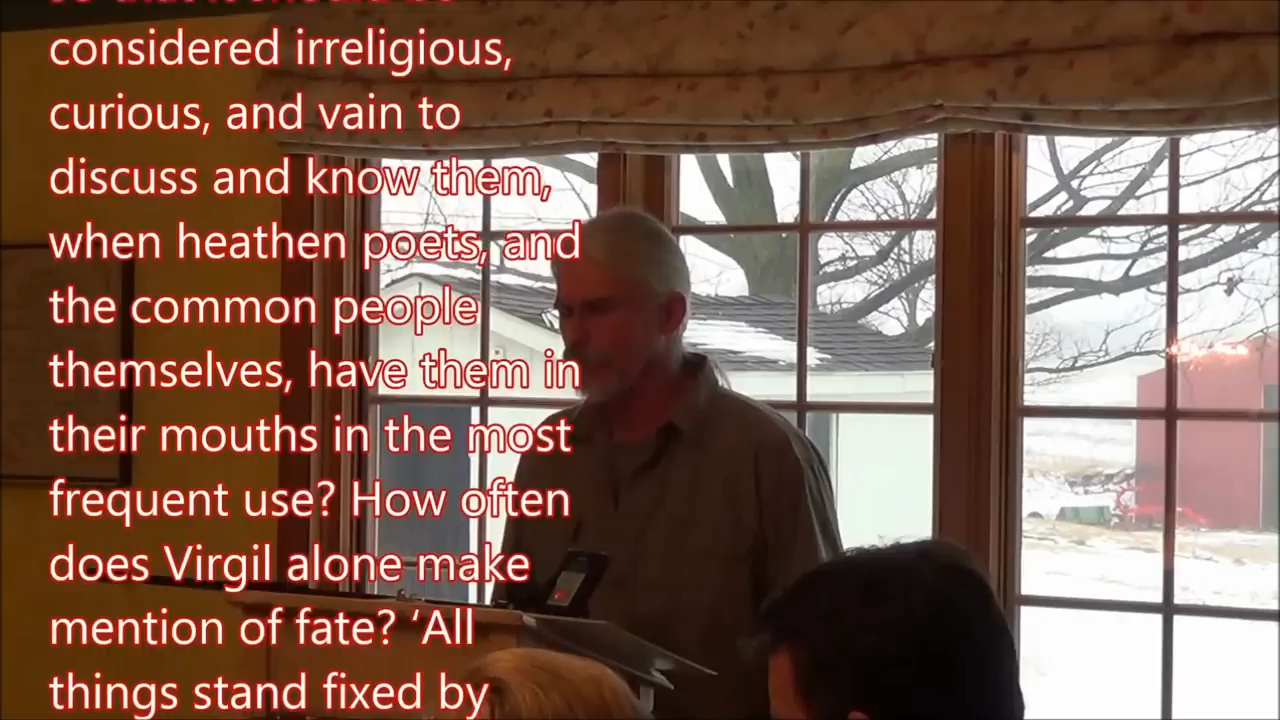 considered irreligious,
curious, and vain to
discuss and know them,
when heathen poets, and
the common people
themselves, have them in
their mouths in the most
frequent use? How often
does Virgil alone make
mention of fate? ‘All
things stand fixed by